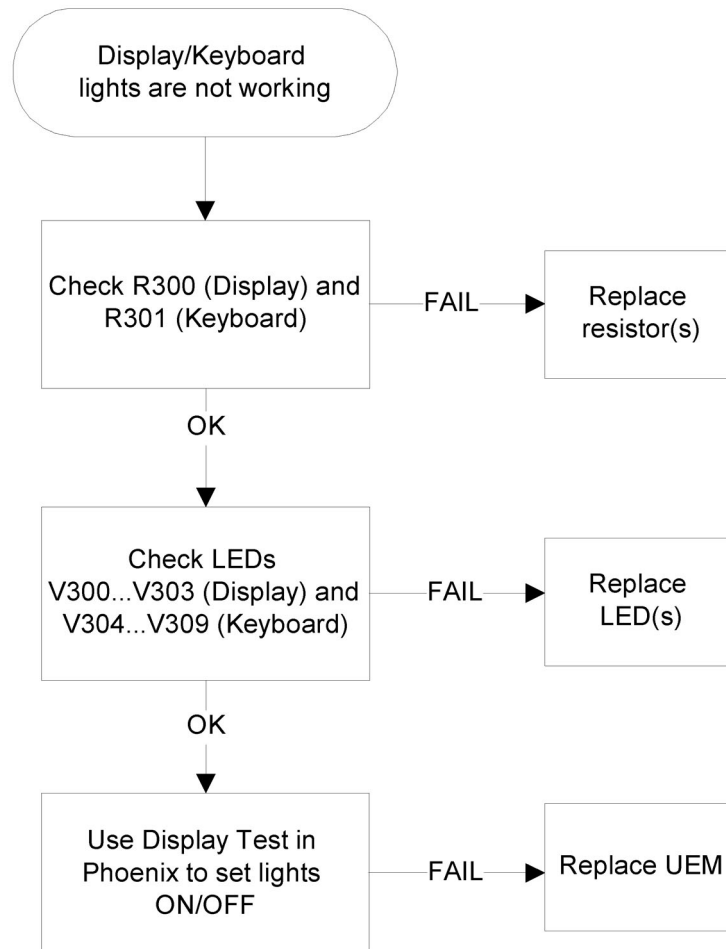 Display/Keyboard
lights are not working
Check R300 (Display) and
R301 (Keyboard)
FAIL
Replace
resistor(s)
OK
Check LEDs
V300...V303 (Display) and
V304...V309 (Keyboard)
FAIL
Replace
LED(s)
OK
Use Display Test in
Phoenix to set lights
ON/OFF
FAIL
Replace UEM